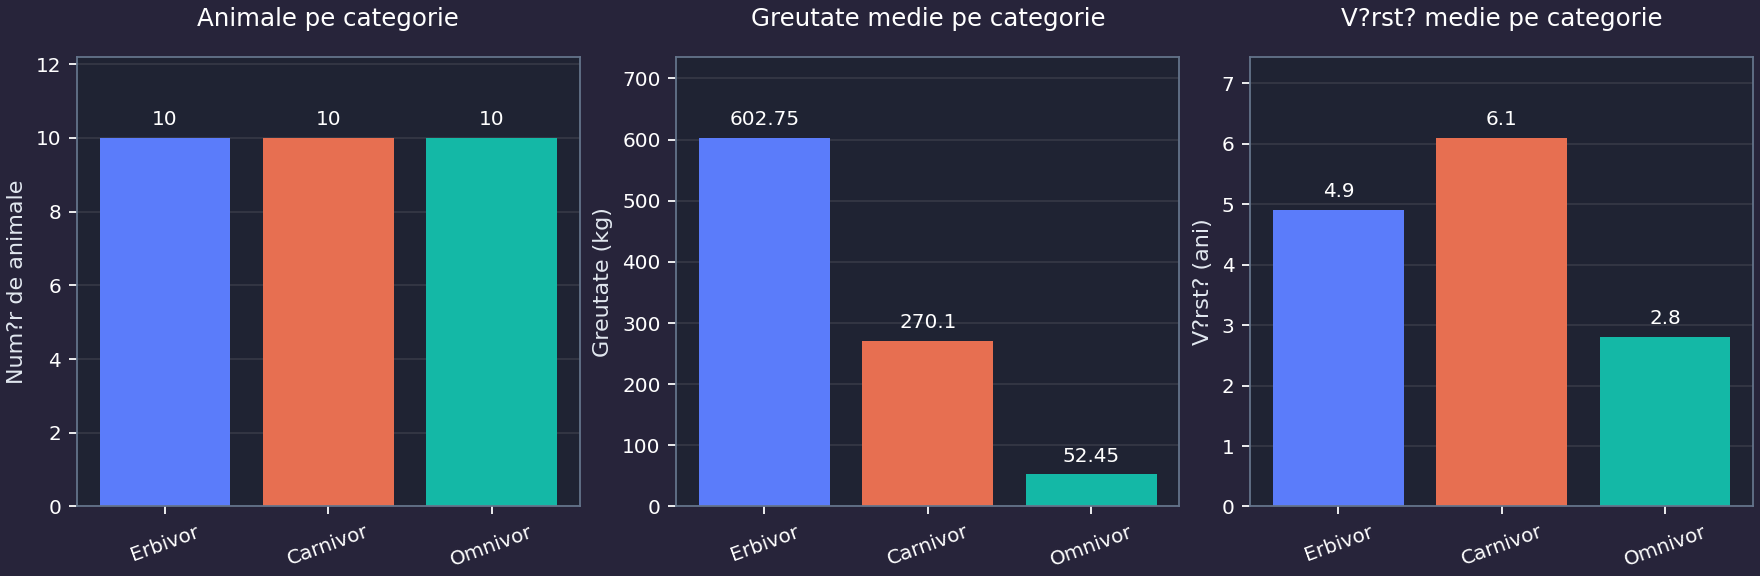 Animale pe categorie
Num?r de animale
12
10
8
6
4
2
0
10
10
10
Erbivor
Carnivor
Omnivor
Greutate medie pe categorie
Greutate (kg)
700
600
500
400
300
200
100
0
602.75
270.1
52.45
Erbivor
Carnivor
Omnivor
V?rst? medie pe categorie
V?rst? (ani)
7
6
5
4
3
2
1
0
4.9
6.1
2.8
Erbivor
Carnivor
Omnivor